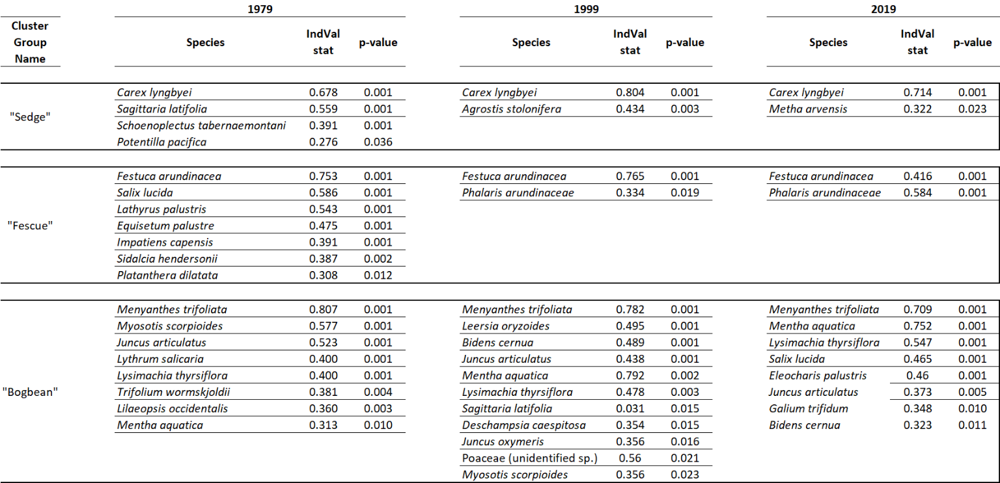 1979 1999 2019
Cluster Group Name Species IndVal stat p-value Species IndVal stat p-value Species IndVal stat p-value
Carex lyngbyei 0.678 0.001 Carex lyngbyei 0.804 0.001 Carex lyngbyei 0.714 0.001
"Sedge" Sagittaria latifolia 0.559 0.001 Agrostis stolonifera 0.434 0.003 Metha arvensis 0.322 0.023
Schoenoplectus tabernaemontani 0.391 0.001
Potentilla pacifica 0.276 0.036
Festuca arundinacea 0.753 0.001 Festuca arundinacea 0.765 0.001 Festuca arundinacea 0.416 0.001
Salix lucida 0.586 0.001 Phalaris arundinaceae 0.334 0.019 Phalaris arundinaceae 0.584 0.001
Lathyrus palustris 0.543 0.001
"Fescue" Equisetum palustre 0.475 0.001
Impatiens capensis 0.391 0.001
Sidalcia hendersonii 0.387 0.002
Platanthera dilatata 0.308 0.012
Menyanthes trifoliata 0.807 0.001 Menyanthes trifoliata 0.782 0.001 Menyanthes trifoliata 0.709 0.001
Myosotis scorpioides 0.577 0.001 Leersia oryzoides 0.495 0.001 Mentha aquatica 0.752 0.001
Juncus articulatus 0.523 0.001 Bidens cernua 0.489 0.001 Lysimachia thyrsiflora 0.547 0.001
Lythrum salicaria 0.400 0.001 Juncus articulatus 0.438 0.001 Salix lucida 0.465 0.001
Lysimachia thyrsiflora 0.400 0.001 Mentha aquatica 0.792 0.002 Eleocharis palustris 0.46 0.001
"Bogbean" Trifolium wormskjoldii 0.381 0.004 Lysimachia thyrsiflora 0.478 0.003 Juncus articulatus 0.373 0.005
Lilaeopsis occidentalis 0.360 0.003 Sagittaria latifolia 0.031 0.015 Galium trifidum 0.348 0.010
Mentha aquatica 0.313 0.010 Deschampsia caespitosa 0.354 0.015 Bidens cernua 0.323 0.011
Juncus oxymeris 0.356 0.016
Poaceae (unidentified sp.) 0.56 0.021
Myosotis scorpioides 0.356 0.023